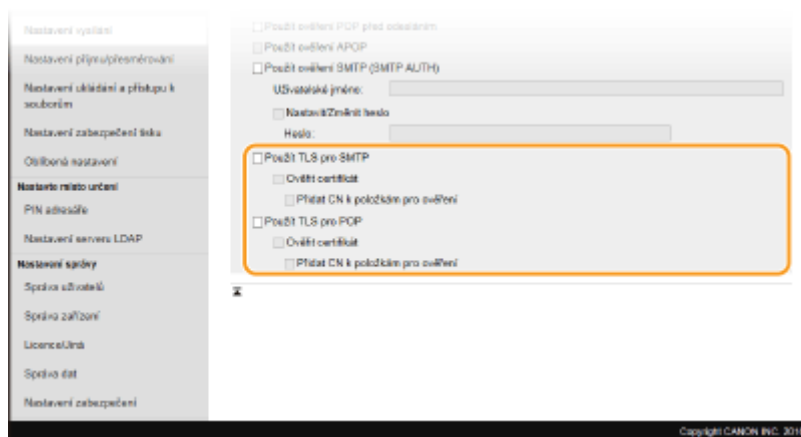 Nastavení vysílání
Nastavení příjmu/přesměrování
Nastavení ukládání a přístupu k
souborům
Nastavení zabezpečení tisku
Oblíbená nastavení
Nastavte místo určení
PIN adresáře
Nastavení serveru LDAP
Nastavení správy
Správa uživatelů
Správa zařízení
Licence/Jiná
Správa dat
Nastavení zabezpečení
Použít ověření POP před odesláním
Použít ověření APOP
Použít ověření SMTP (SMTP AUTH)
Uživatelské jméno:
Nastavit/Změnit heslo
Heslo:
Použít TLS pro SMTP
Ověřit certifikát
Přidat CN k položkám pro ověření
Použít TLS pro POP
Ověřit certifikát
Přidat CN k položkám pro ověření
Copyright CANON INC. 201